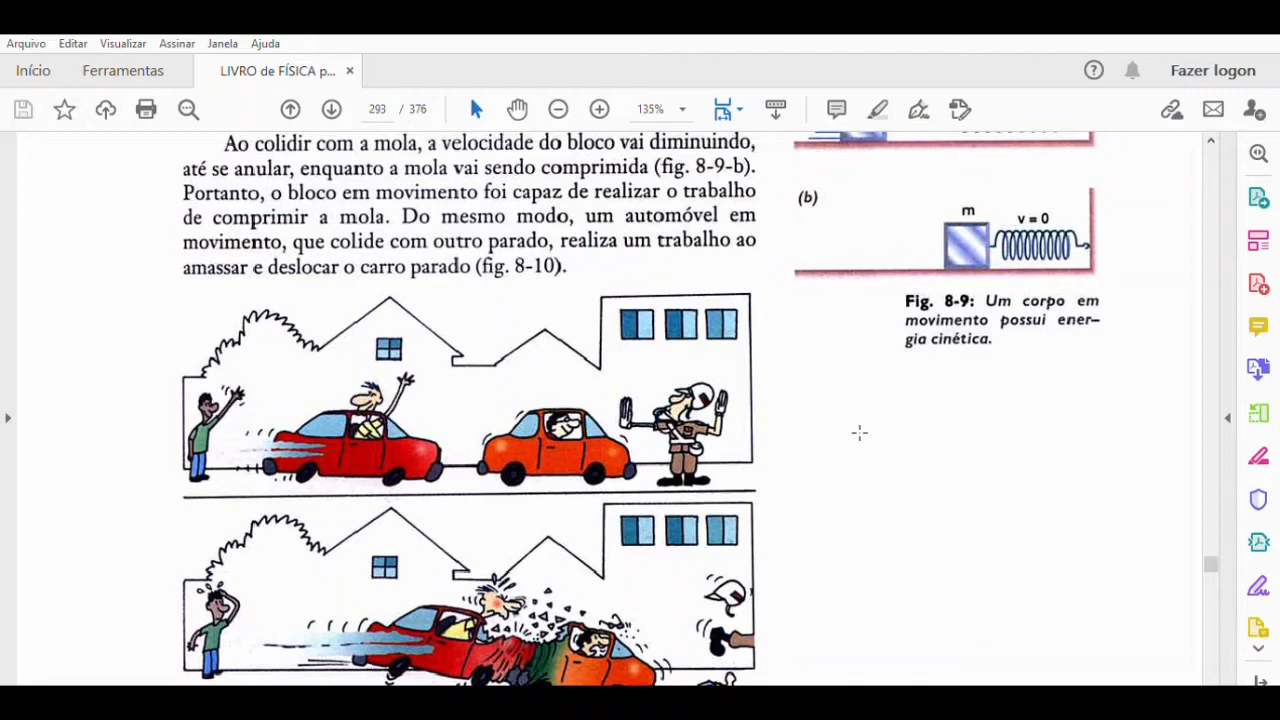 Arquivo Editar Visualizar Assinar Janela Ajuda
Início Ferramentas LIVRO de FÍSICA p... × Fazer logon
293 / 376 135%
Ao colidir com a mola, a velocidade do bloco vai diminuindo,
até se anular, enquanto a mola vai sendo comprimida (fig. 8-9-b).
Portanto, o bloco em movimento foi capaz de realizar o trabalho
de comprimir a mola. Do mesmo modo, um automóvel em
movimento, que colide com outro parado, realiza um trabalho ao
amassar e deslocar o carro parado (fig. 8-10).
(b)
m
v = 0
Fig. 8-9: Um corpo em
movimento possui ener-
gia cinética.